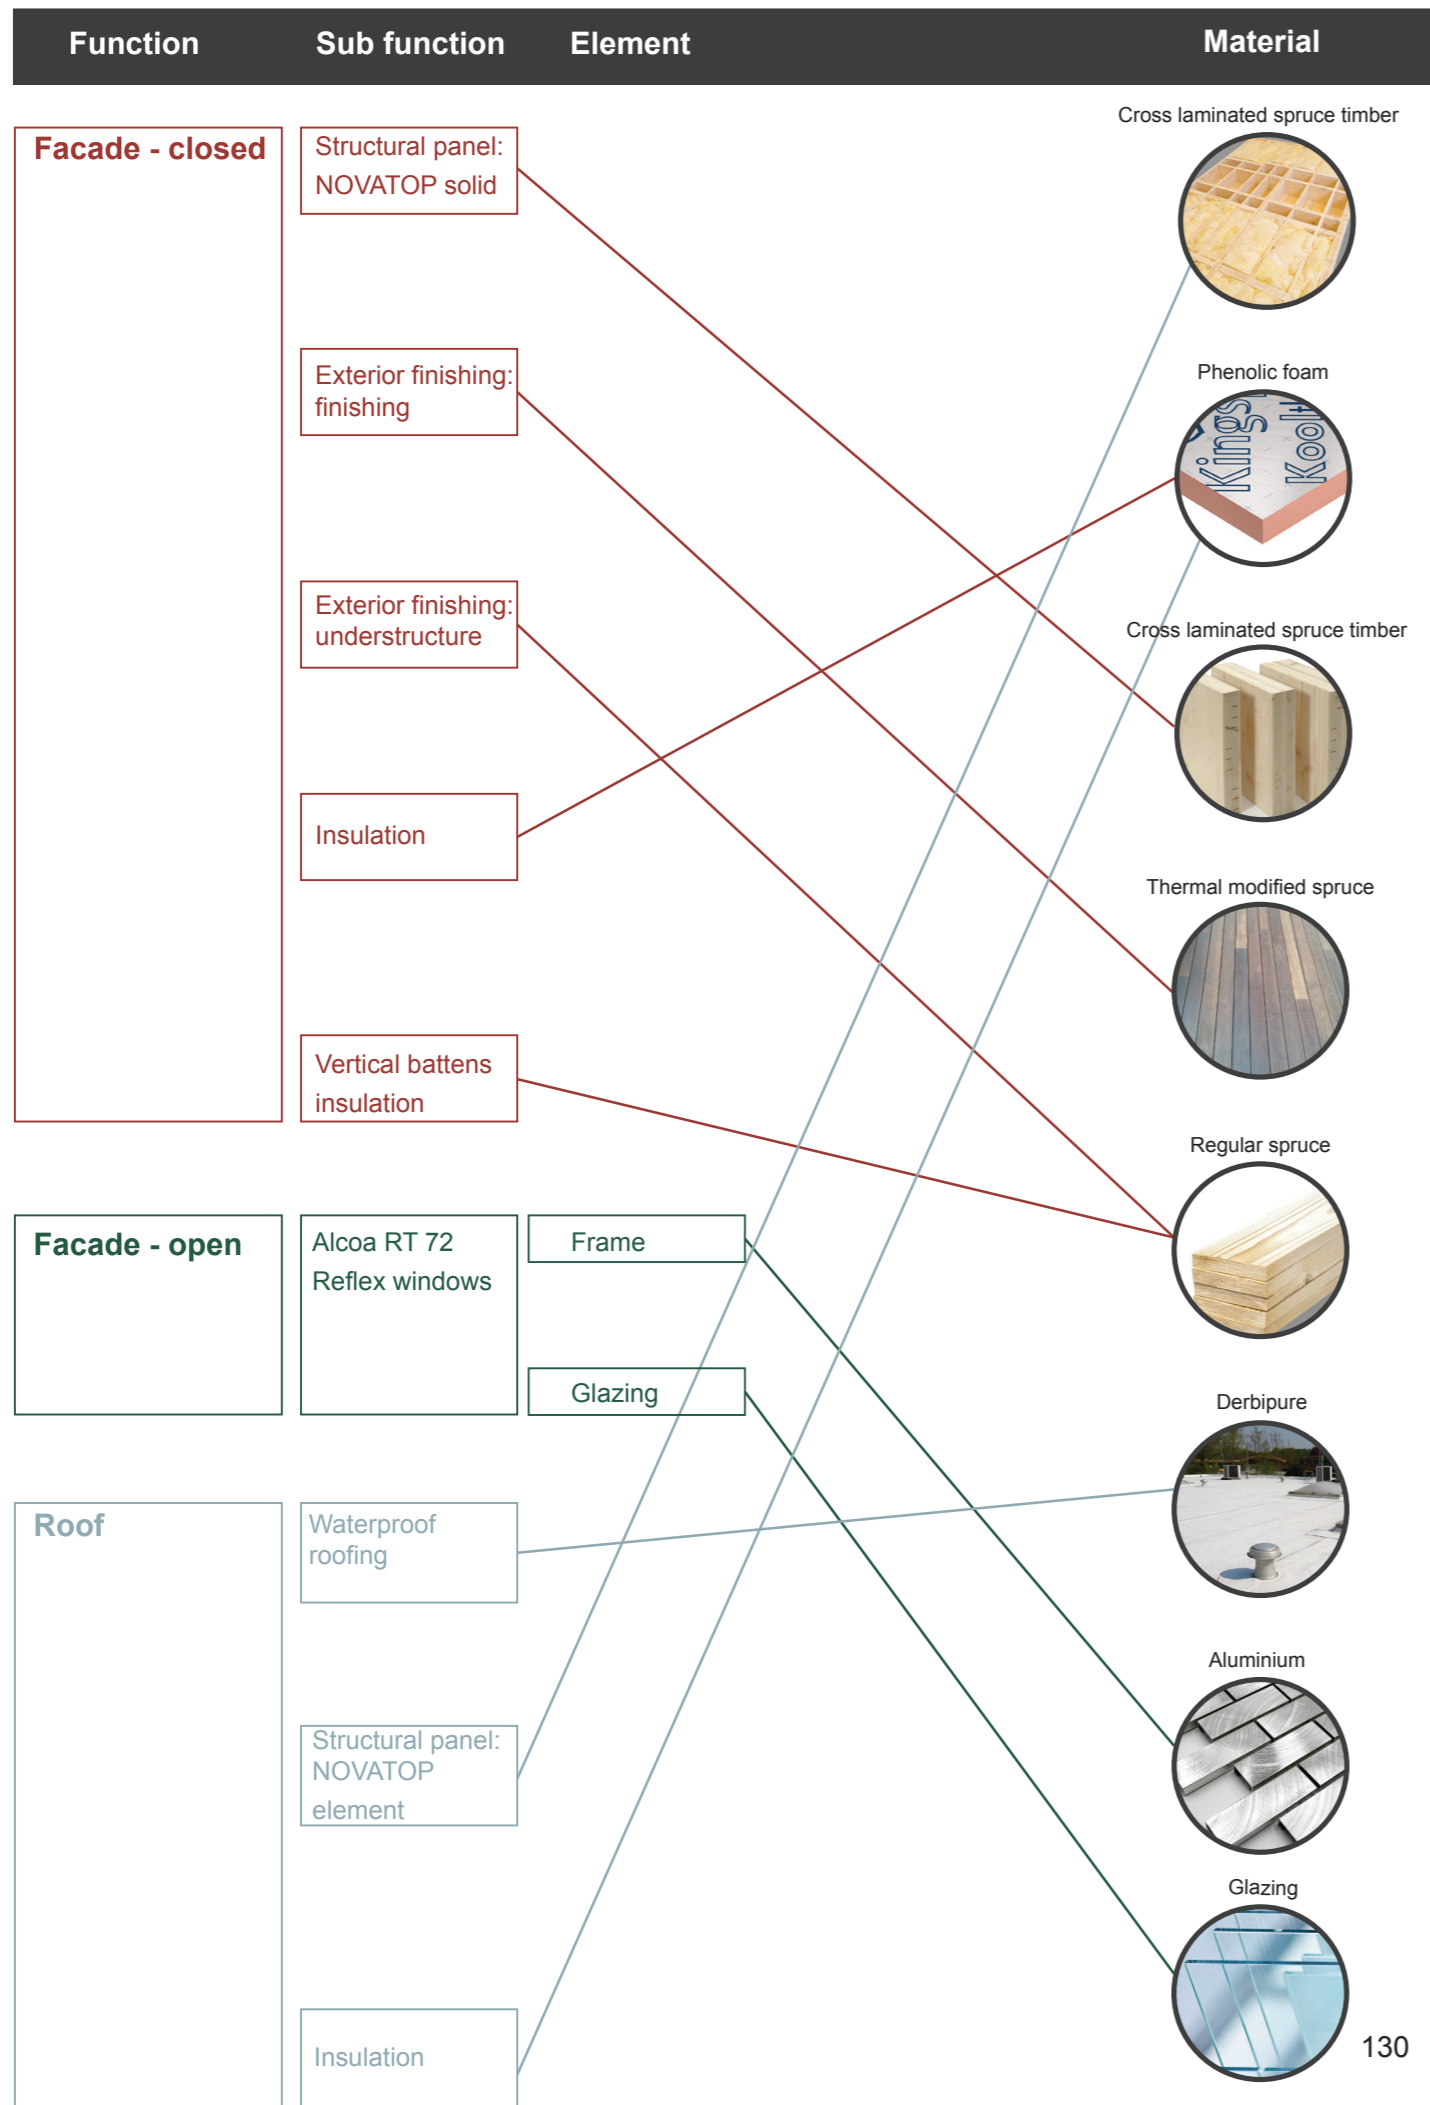 Function
Sub function
Element
Material
Facade - closed
Structural panel:
NOVATOP solid
Exterior finishing:
finishing
Exterior finishing:
understructure
Insulation
Vertical battens
insulation
Facade - open
Alcoa RT 72
Reflex windows
Frame
Glazing
Roof
Waterproof
roofing
Structural panel:
NOVATOP
element
Insulation
Cross laminated spruce timber
Phenolic foam
Cross laminated spruce timber
Thermal modified spruce
Regular spruce
Derbipure
Aluminium
Glazing
130